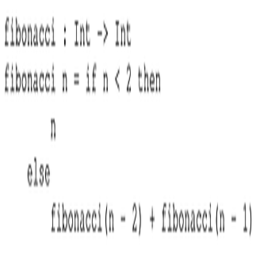 fibonacci : Int -> Int
fibonacci n = if n < 2 then
        n
    else
        fibonacci(n - 2) + fibonacci(n - 1)